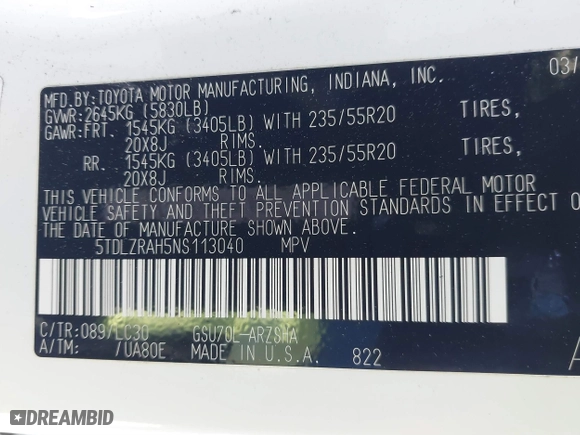 MFD.BY:TOYOTA MOTOR MANUFACTURING, INDIANA, INC. 03/
GVWR:2645KG (5830LB)
GAWR:FRT. 1545KG (3405LB) WITH 235/55R20 TIRES,
20X8J RIMS.
RR. 1545KG (3405LB) WITH 235/55R20 TIRES,
20X8J RIMS.
THIS VEHICLE CONFORMS TO ALL APPLICABLE FEDERAL MOTOR
VEHICLE SAFETY AND THEFT PREVENTION STANDARDS IN EFFECT O
THE DATE OF MANUFACTURE SHOWN ABOVE.
5TDLZRAH5NS113040 MPV
C/TR:089/LC30 GSU70L-ARZSHA
A/TM: /UA80E MADE IN U.S.A. 822 A
DREAMBID